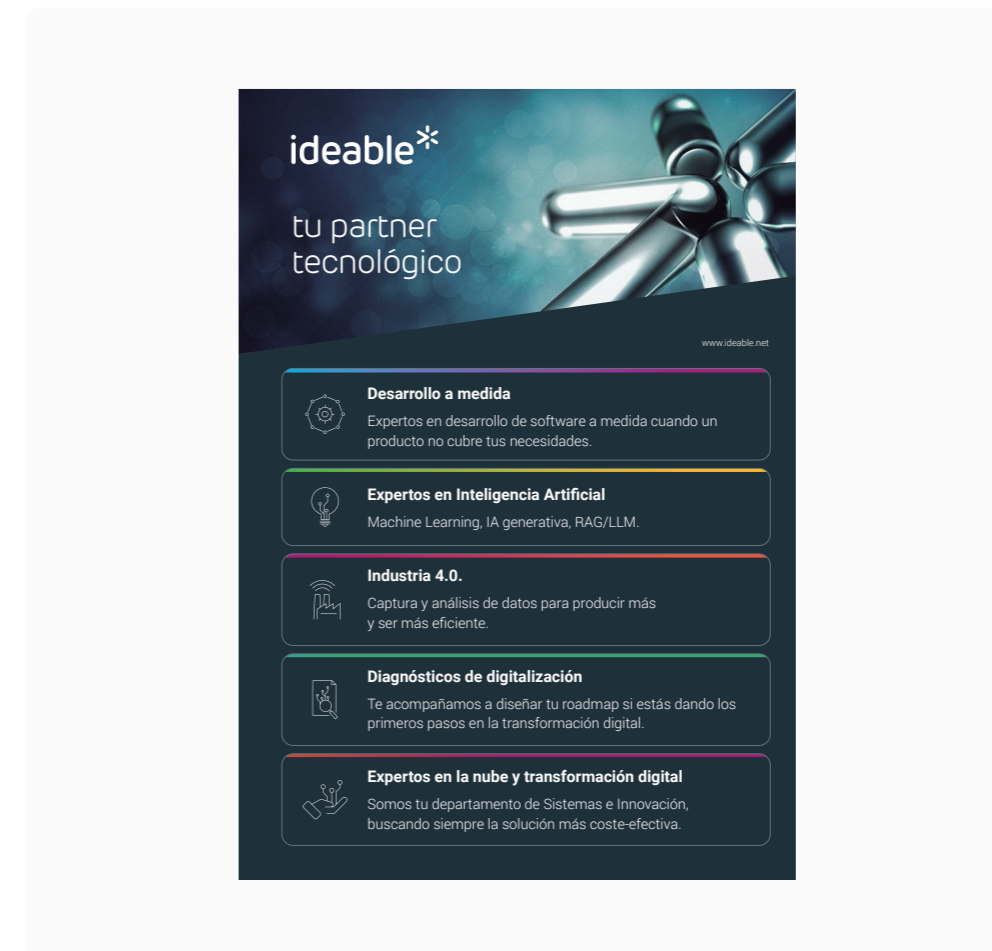 ideable*
tu partner
tecnológico
www.ideable.net
Desarrollo a medida
Expertos en desarrollo de software a medida cuando un
producto no cubre tus necesidades.
Expertos en Inteligencia Artificial
Machine Learning, IA generativa, RAG/LLM.
Industria 4.0.
Captura y análisis de datos para producir más
y ser más eficiente.
Diagnósticos de digitalización
Te acompañamos a diseñar tu roadmap si estás dando los
primeros pasos en la transformación digital.
Expertos en la nube y transformación digital
Somos tu departamento de Sistemas e Innovación,
buscando siempre la solución más coste-efectiva.